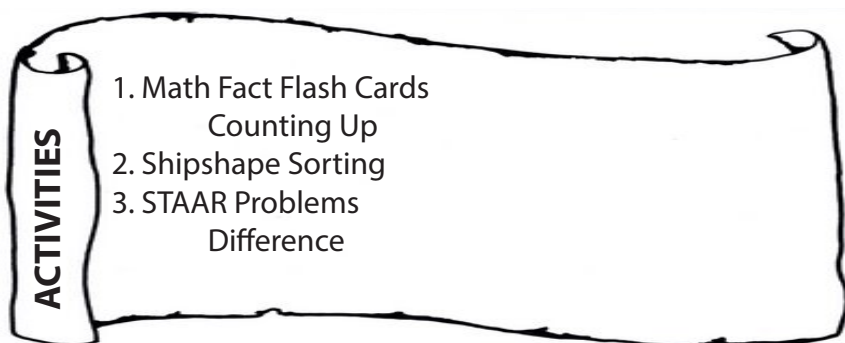 ACTIVITIES
1. Math Fact Flash Cards
Counting Up
2. Shipshape Sorting
3. STAAR Problems
Difference